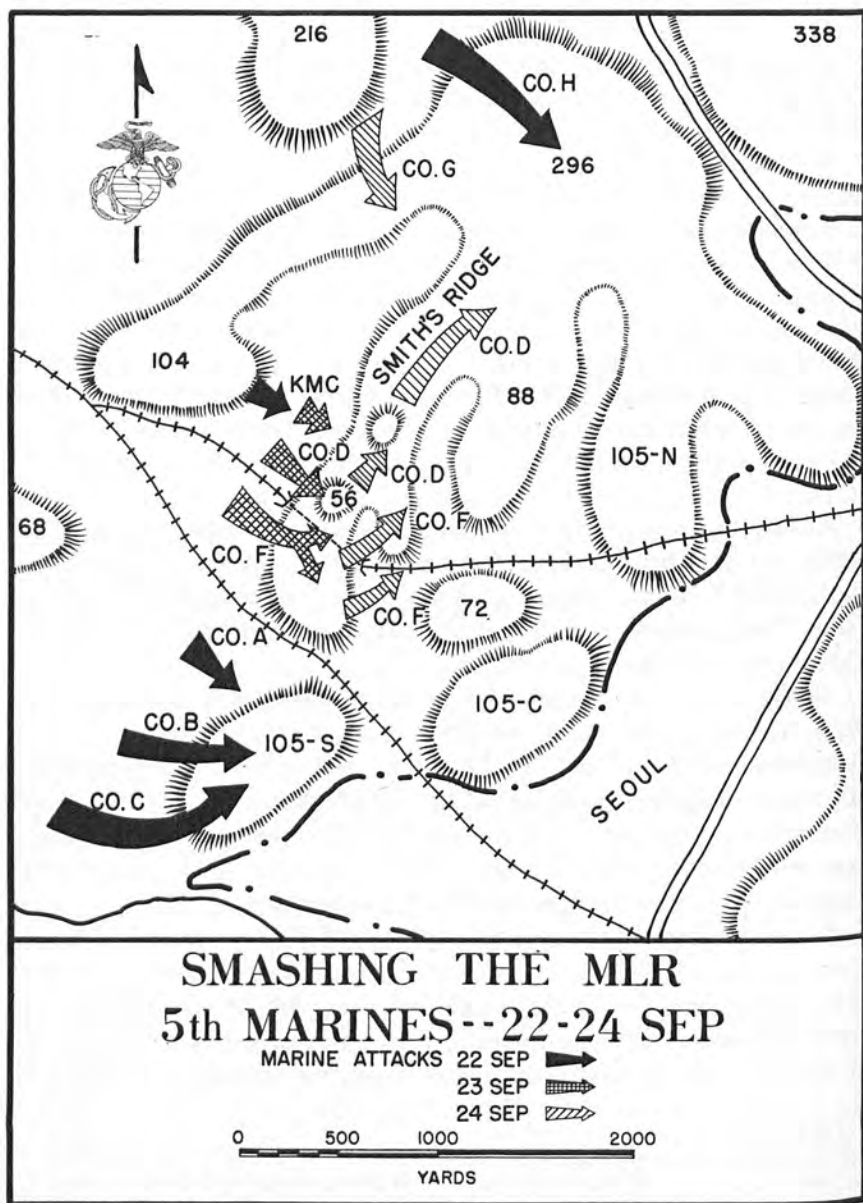 216
338
CO. H
296
CO. G
SMITH'S RIDGE
104
KMC
CO. D
88
CO. D
CO. D
105-N
56
CO. F
68
CO. F
CO. F
72
CO. A
CO. B
105-S
105-C
CO. C
SEOUL
SMASHING THE MLR
5th MARINES--22-24 SEP
MARINE ATTACKS 22 SEP
23 SEP
24 SEP
0 500 1000 2000
YARDS